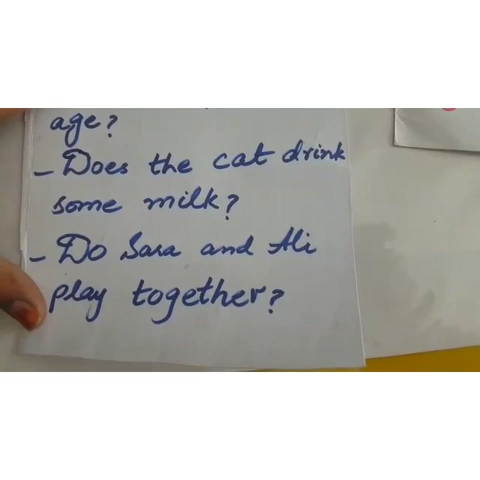 age?
- Does the cat drink
some milk?
- Do Sara and Ali
play together?